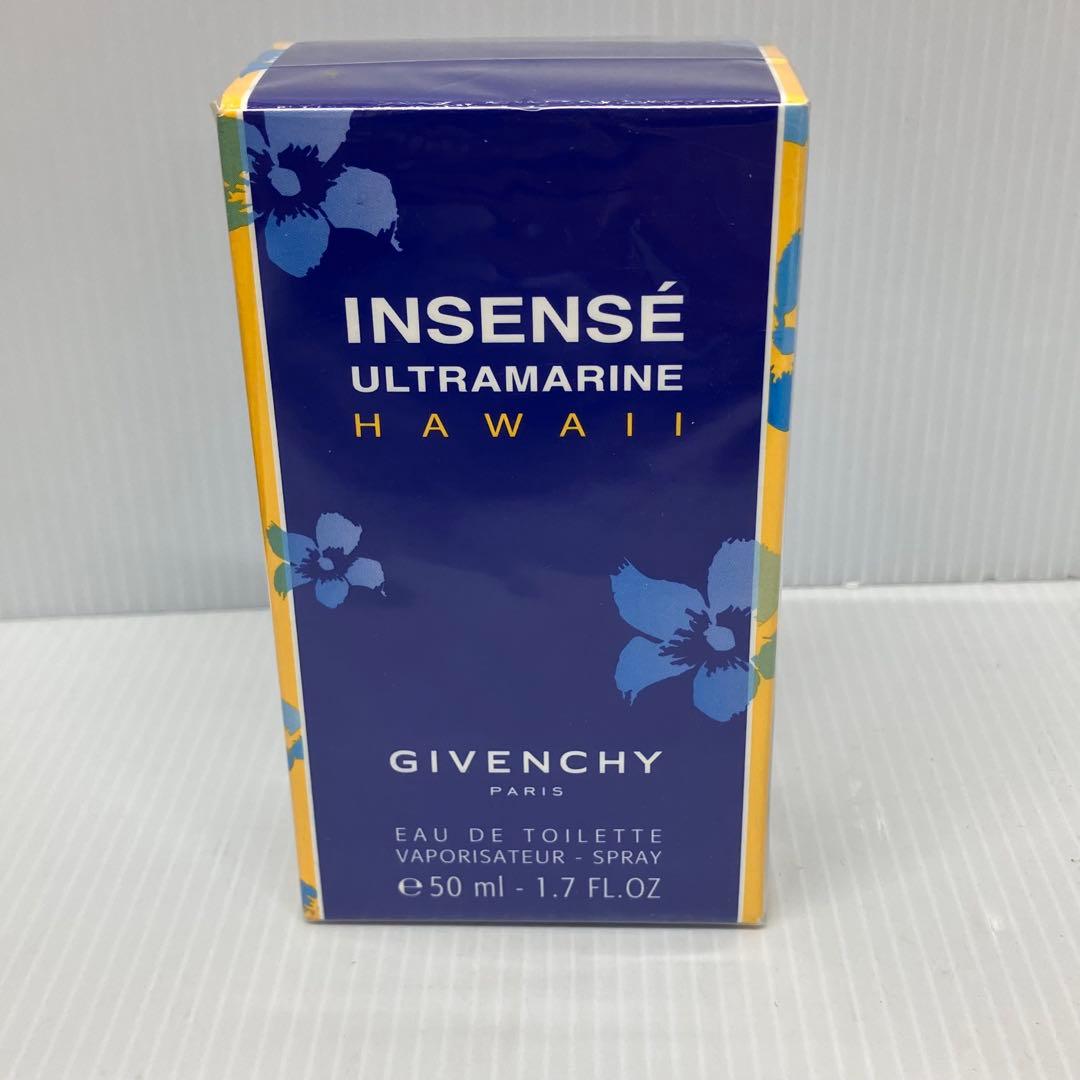 INSENSÉ
ULTRAMARINE
HAWAII
GIVENCHY
PARIS
EAU DE TOILETTE
VAPORISATEUR - SPRAY
℮50 ml - 1.7 FL.OZ